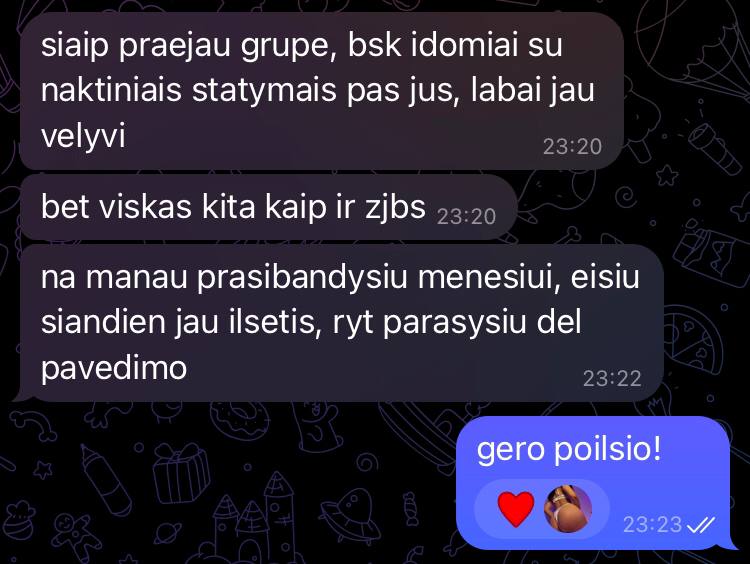 siaip praejau grupe, bsk idomiai su
naktiniais statymais pas jus, labai jau
velyvi
23:20
bet viskas kita kaip ir zjbs 23:20
na manau prasibandysiu menesiui, eisiu
siandien jau ilsetis, ryt parasysiu del
pavedimo
23:22
gero poilsio!
23:23